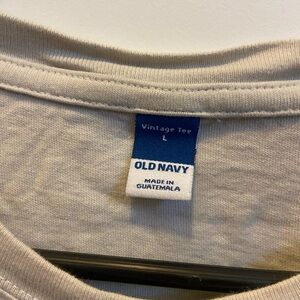 Vintage Tee
L
OLD NAVY
MADE IN
GUATEMALA